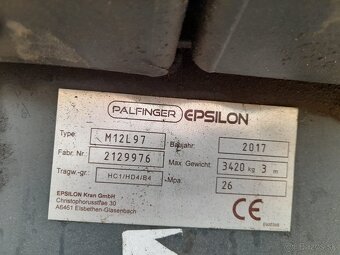 PALFINGER EPSILON
Type: M12L97 Baujahr: 2017
Fabr. Nr. 2129976 Max. Gewicht: 3420 kg 3 m
Tragw.-gr.: HC1/HD4/B4 Mpa: 26
EPSILON Kran GmbH
Christophorusstraße 30
A6461 Elsbethen-Glasenbach
CE